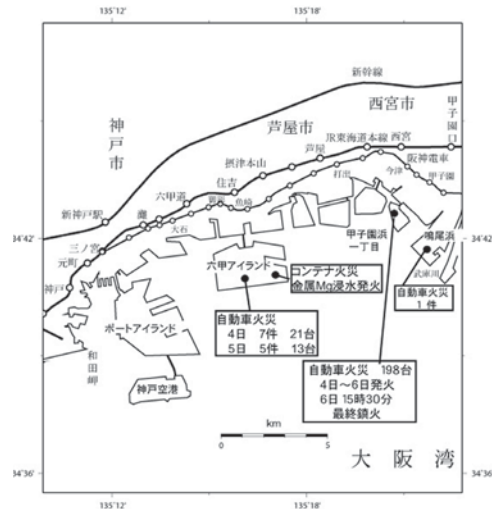 135°12'
135°18'
新幹線
西宮市
甲子園口
芦屋市
神戸市
JR東海道本線
西宮
芦屋
阪神電車
摂津本山
打出
今津
甲子園
住吉
六甲道
魚崎
新神戸駅
灘
大石
34°42
34°42
甲子園浜
一丁目
鳴尾浜
三ノ宮
元町
武庫川
六甲アイランド
コンテナ火災
金属Mg浸水発火
神戸
自動車火災
1 件
自動車火災
4日 7件 21台
5日 5件 13台
ポートアイランド
和田岬
自動車火災 198台
4日～6日発火
6日 15時30分
最終鎮火
神戸空港
km
0
5
大阪湾
34°36
34°36
135°12'
135°18'